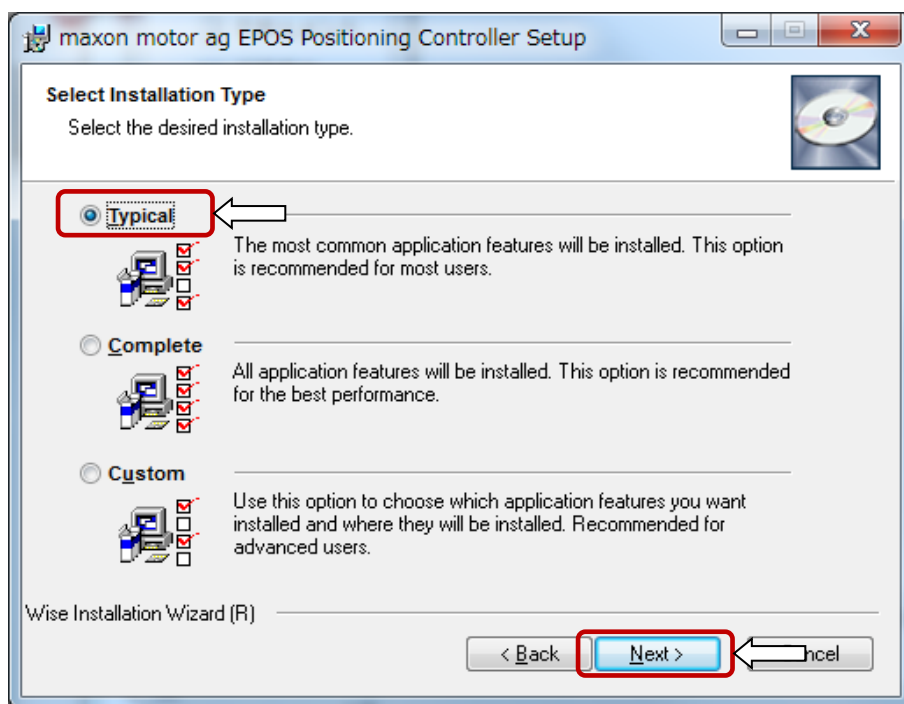 maxon motor ag EPOS Positioning Controller Setup
Select Installation Type
Select the desired installation type.
Typical
The most common application features will be installed. This option
is recommended for most users.
Complete
All application features will be installed. This option is recommended
for the best performance.
Custom
Use this option to choose which application features you want
installed and where they will be installed. Recommended for
advanced users.
Wise Installation Wizard (R)
< Back Next > ncel